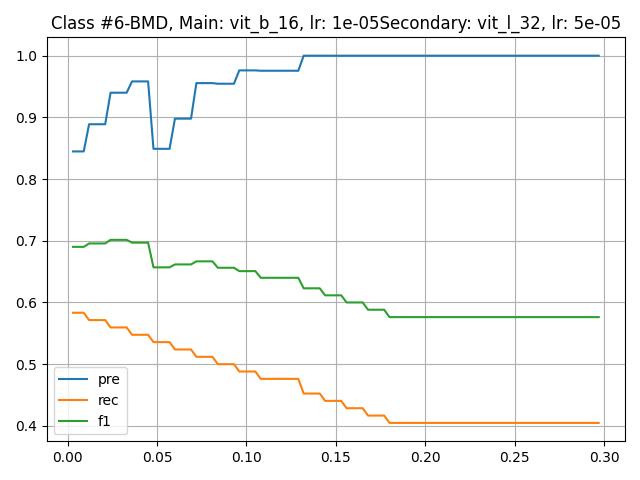 Class #6-BMD, Main: vit_b_16, lr: 1e-05Secondary: vit_l_32, lr: 5e-05
1.0
0.9
0.8
0.7
0.6
0.5
0.4
pre
rec
f1
0.00 0.05 0.10 0.15 0.20 0.25 0.30